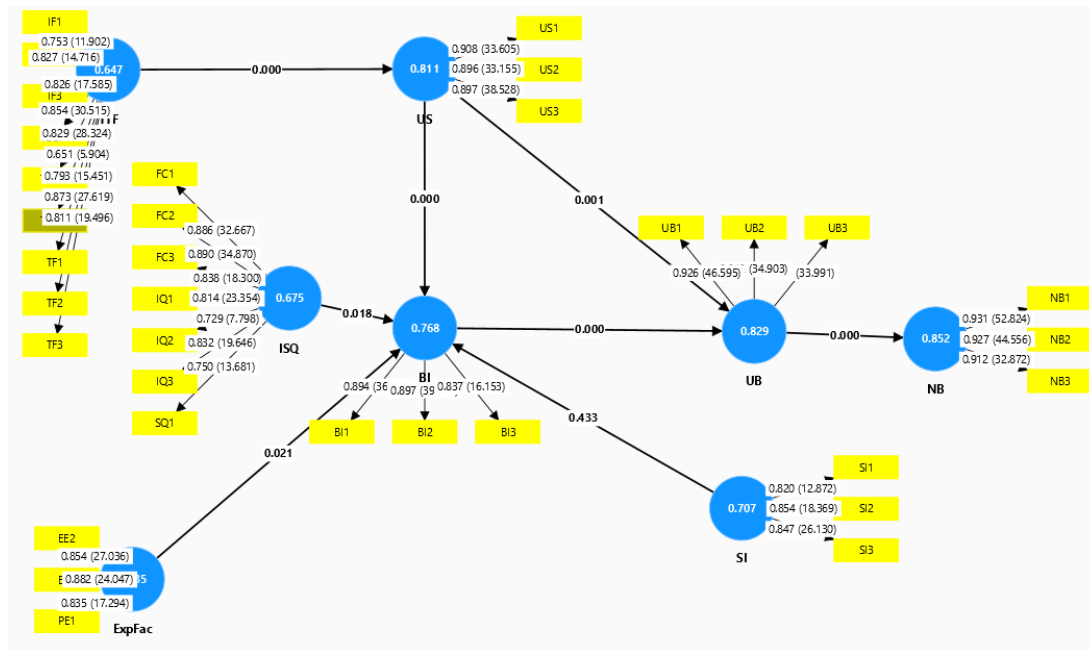 IF1
0.753 (11.902)
0.827 (14.716)
0.647
0.826 (17.585)
IF3
0.854 (30.515)
0.829 (28.324)
0.651 (5.904)
0.793 (15.451)
0.873 (27.619)
0.811 (19.496)
TF1
TF2
TF3
0.000
0.811
US
0.908 (33.605)
0.896 (33.155)
0.897 (38.528)
US1
US2
US3
0.000
0.001
FC1
FC2
FC3
IQ1
IQ2
IQ3
SQ1
0.886 (32.667)
0.890 (34.870)
0.838 (18.300)
0.814 (23.354)
0.729 (7.798)
0.832 (19.646)
0.750 (13.681)
0.675
ISQ
0.018
0.768
BI
0.894 (36
0.897 (39
0.837 (16.153)
BI1
BI2
BI3
0.000
UB1
UB2
UB3
0.926 (46.595)
(34.903)
(33.991)
0.829
UB
0.000
0.852
NB
0.931 (52.824)
0.927 (44.556)
0.912 (32.872)
NB1
NB2
NB3
0.433
0.021
0.707
SI
0.820 (12.872)
0.854 (18.369)
0.847 (26.130)
SI1
SI2
SI3
EE2
0.854 (27.036)
0.882 (24.047)
0.835 (17.294)
PE1
ExpFac